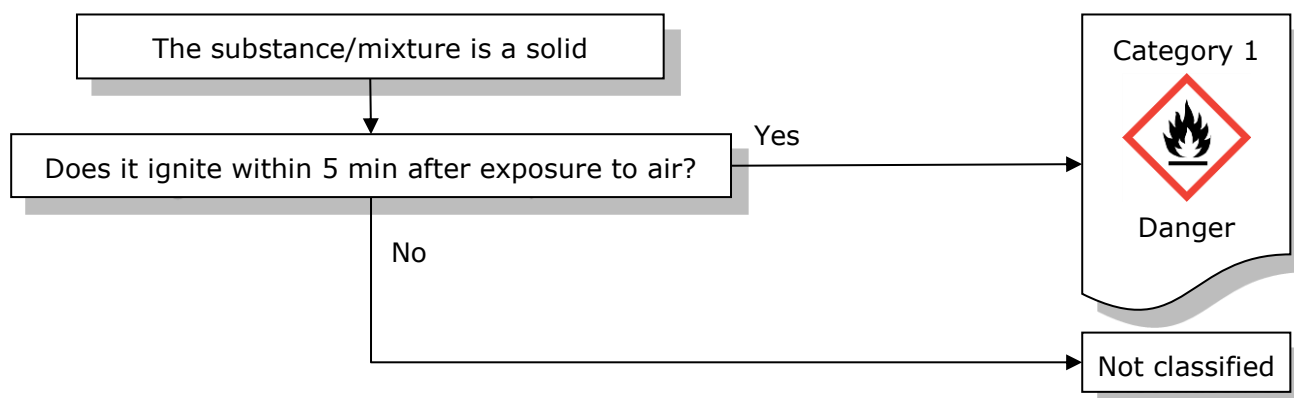 The substance/mixture is a solid
Category 1
Does it ignite within 5 min after exposure to air?
Yes
Danger
No
Not classified